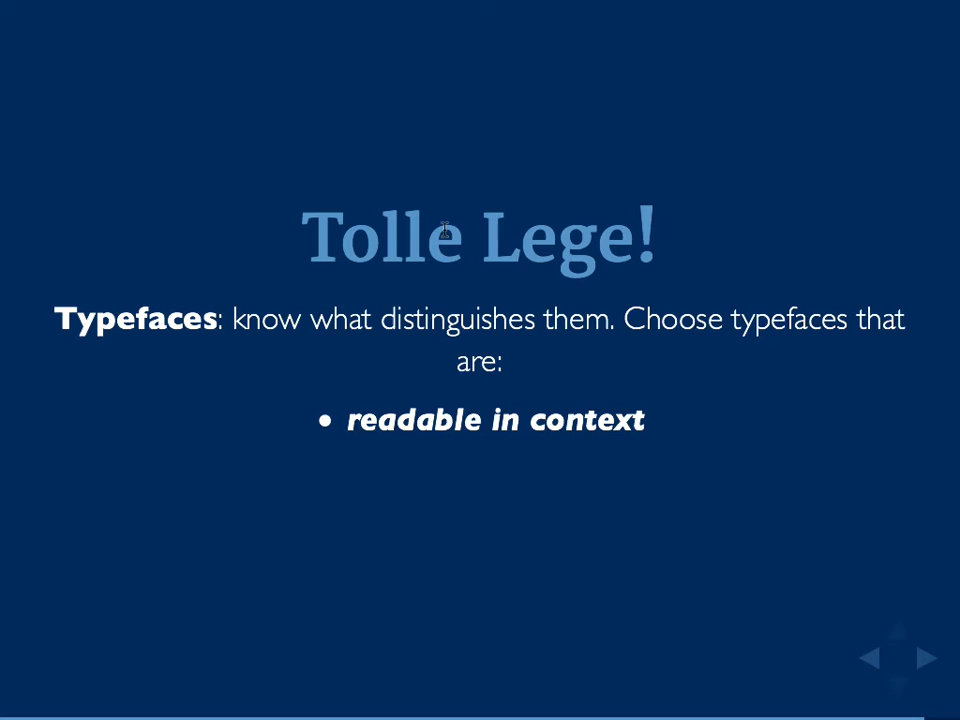 Tolle Lege!
Typefaces: know what distinguishes them. Choose typefaces that
are:
• readable in context